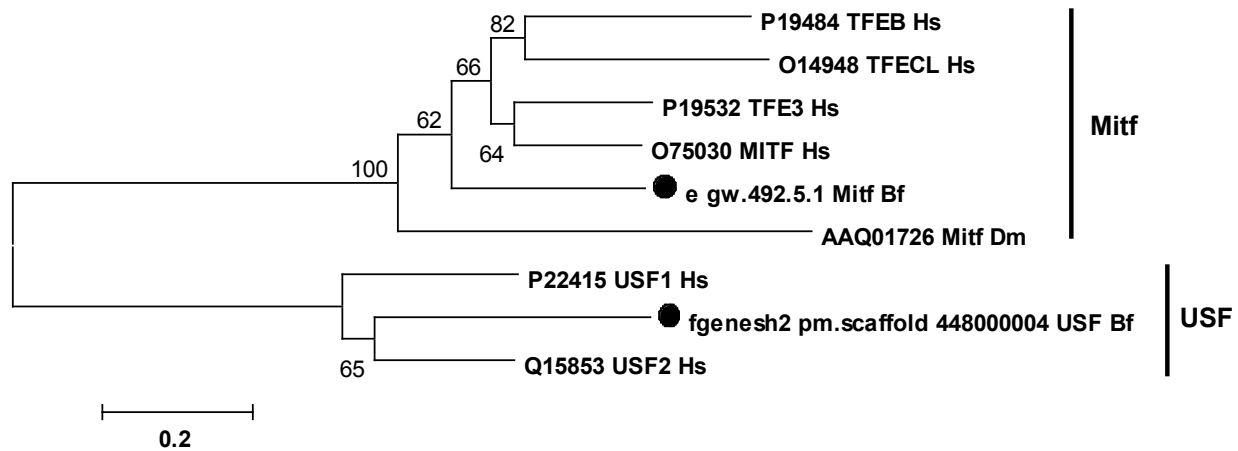 82
P19484 TFEB Hs
O14948 TFECL Hs
66
P19532 TFE3 Hs
Mitf
62
64
O75030 MITF Hs
100
e gw.492.5.1 Mitf Bf
AAQ01726 Mitf Dm
P22415 USF1 Hs
fgenesh2 pm.scaffold 448000004 USF Bf
USF
65
Q15853 USF2 Hs
0.2